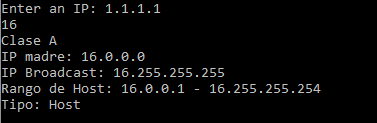 Enter an IP: 1.1.1.1
16
Clase A
IP madre: 16.0.0.0
IP Broadcast: 16.255.255.255
Rango de Host: 16.0.0.1 - 16.255.255.254
Tipo: Host